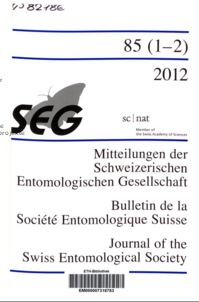 85 (1–2)
2012
SEG
sc | nat
Member of
the Swiss Academy of Sciences
Mitteilungen der
Schweizerischen
Entomologischen Gesellschaft
Bulletin de la
Société Entomologique Suisse
Journal of the
Swiss Entomological Society
ETH-Bibliothek